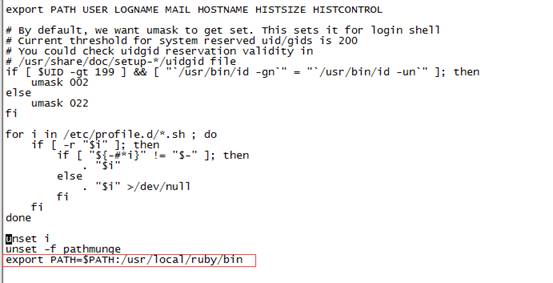 export PATH USER LOGNAME MAIL HOSTNAME HISTSIZE HISTCONTROL
# By default, we want umask to get set. This sets it for login shell
# Current threshold for system reserved uid/gids is 200
# You could check uidgid reservation validity in
# /usr/share/doc/setup-*/uidgid file
if [ $UID -gt 199 ] && [ "`/usr/bin/id -gn`" = "`/usr/bin/id -un`" ]; then
    umask 002
else
    umask 022
fi
for i in /etc/profile.d/*.sh ; do
    if [ -r "$i" ]; then
        if [ "${-#*i}" != "$-" ]; then
            . "$i"
        else
            . "$i" >/dev/null
        fi
    fi
done
unset i
unset -f pathmunge
export PATH=$PATH:/usr/local/ruby/bin